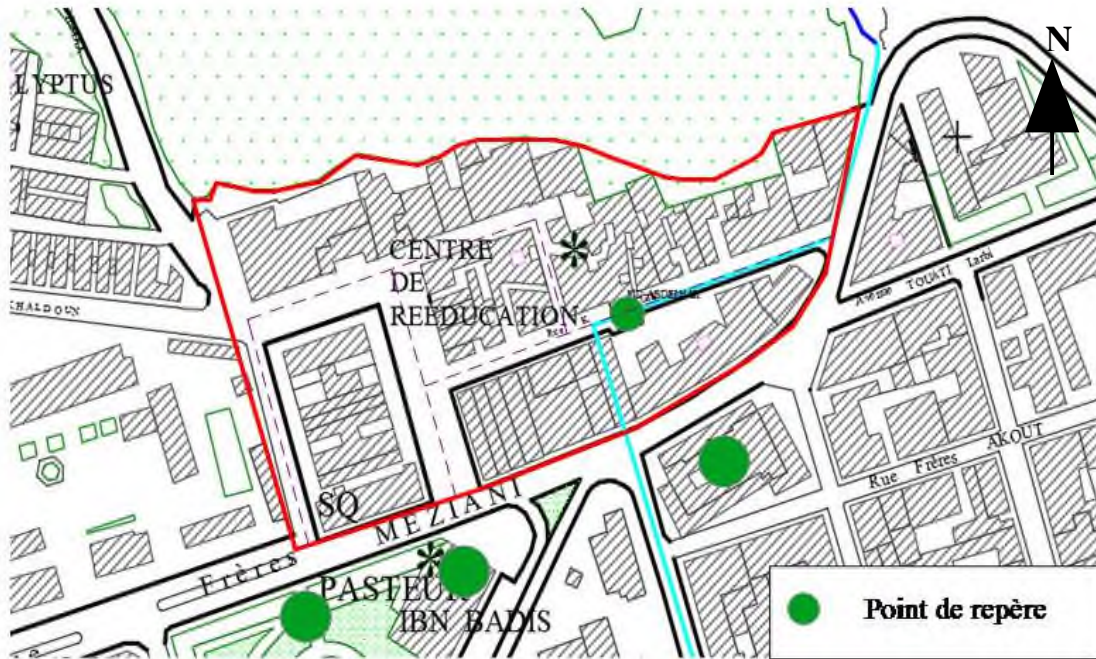 N
LYPTUS
CENTRE
DE
REEDUCATION
KHALDOUN
Avenue TOUATI Larbi
Rue Frères AKOUT
SQ
Frères MEZIANI
PASTEUR
IBN BADIS
Point de repère